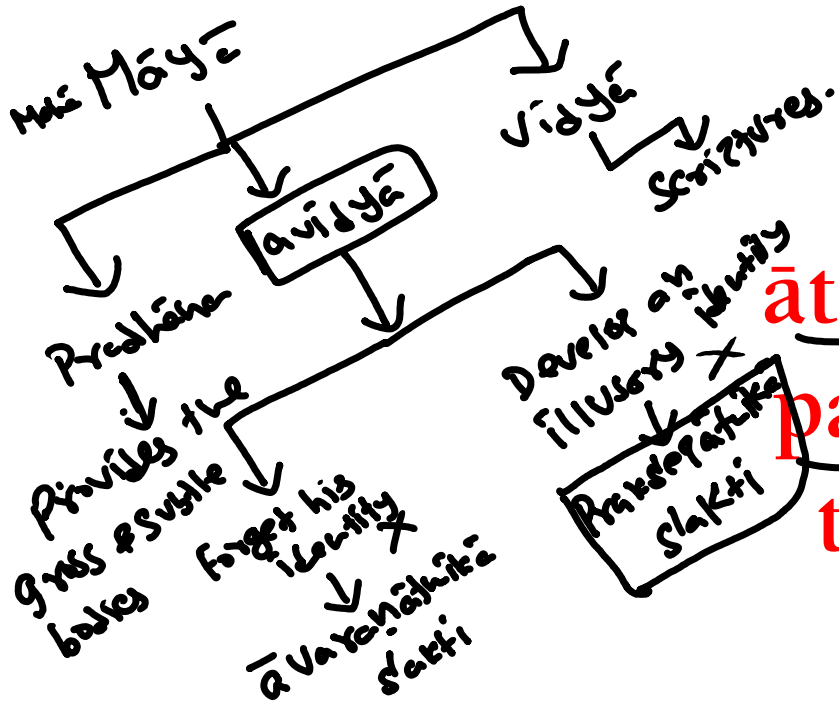 Mahā Māyā
Vidyā
Scriptures.
avidyā
Pradhāna
Provides the
gross & subtle
bodies
Forget his
identity ×
āvaraṇātmikā
śakti
Develop an
illusory identity ×
śakti
āt
pa
t